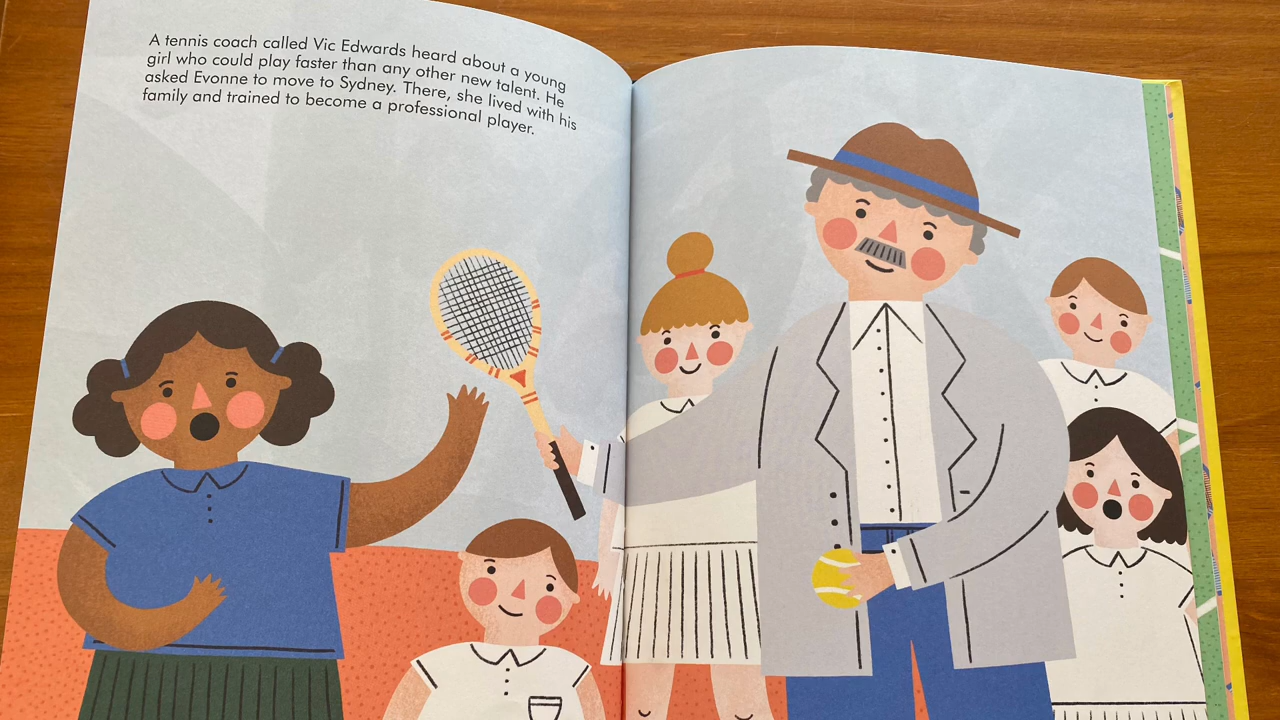 A tennis coach called Vic Edwards heard about a young
girl who could play faster than any other new talent. He
asked Evonne to move to Sydney. There, she lived with his
family and trained to become a professional player.